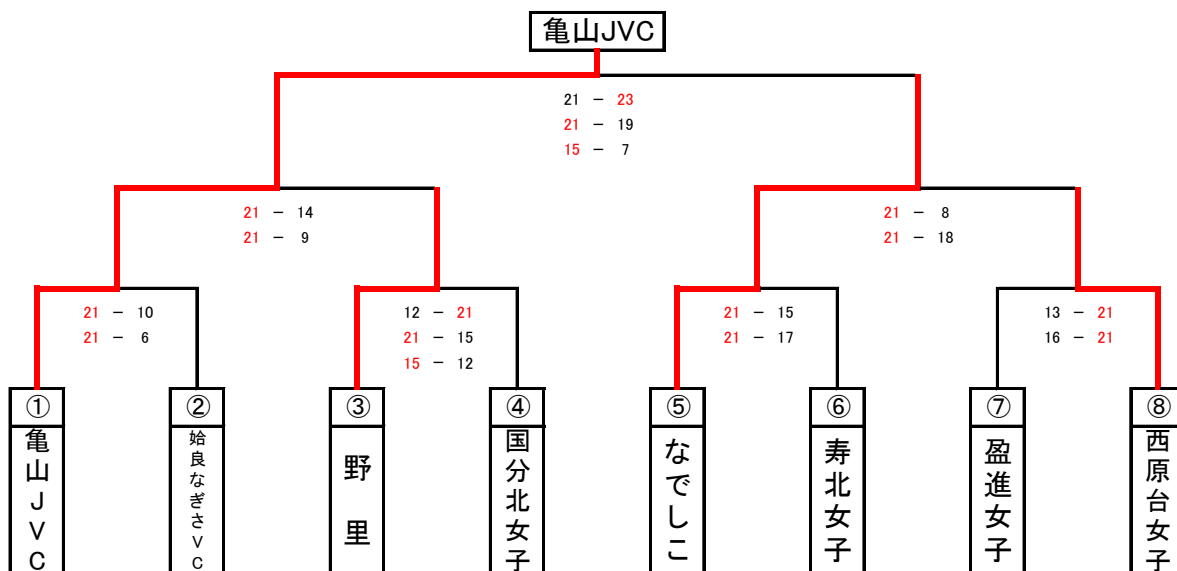 亀山JVC
21 － 23
21 － 19
15 － 7
21 － 14
21 － 9
21 － 8
21 － 18
21 － 10
21 － 6
12 － 21
21 － 15
15 － 12
21 － 15
21 － 17
13 － 21
16 － 21
①
亀山JVC
②
姶良なぎさVC
③
野里
④
国分北女子
⑤
なでしこ
⑥
寿北女子
⑦
盈進女子
⑧
西原台女子